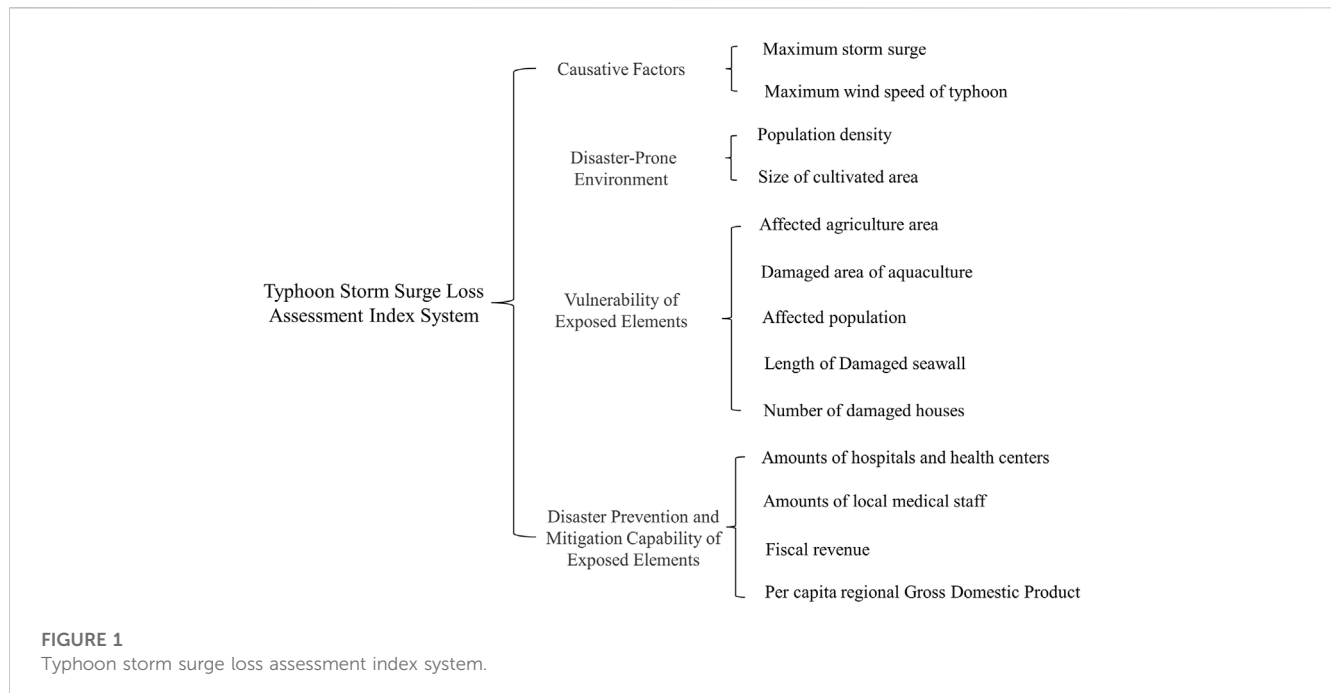 Typhoon Storm Surge Loss
Assessment Index System
Causative Factors
Maximum storm surge
Maximum wind speed of typhoon
Disaster-Prone
Environment
Population density
Size of cultivated area
Vulnerability of
Exposed Elements
Affected agriculture area
Damaged area of aquaculture
Affected population
Length of Damaged seawall
Number of damaged houses
Disaster Prevention and
Mitigation Capability of
Exposed Elements
Amounts of hospitals and health centers
Amounts of local medical staff
Fiscal revenue
Per capita regional Gross Domestic Product
FIGURE 1
Typhoon storm surge loss assessment index system.